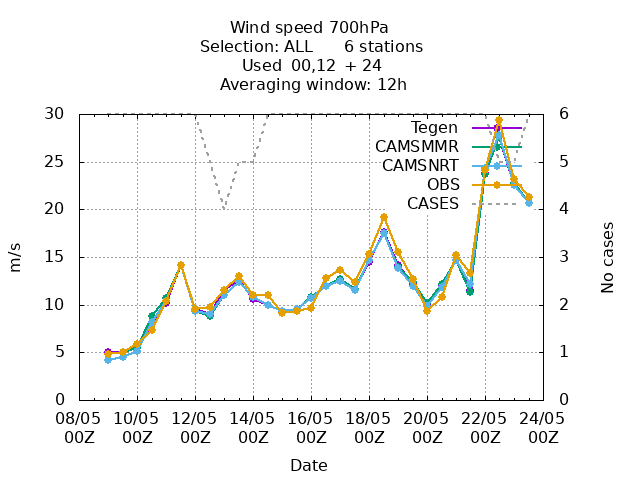 Wind speed 700hPa
Selection: ALL 6 stations
Used 00,12 + 24
Averaging window: 12h
30 6
Tegen
CAMSMMR
25 5
CAMSNRT
OBS
CASES
20 4
15 3
10 2
5 1
0 0
m/s
No cases
08/05 10/05 12/05 14/05 16/05 18/05 20/05 22/05 24/05
00Z 00Z 00Z 00Z 00Z 00Z 00Z 00Z 00Z
Date